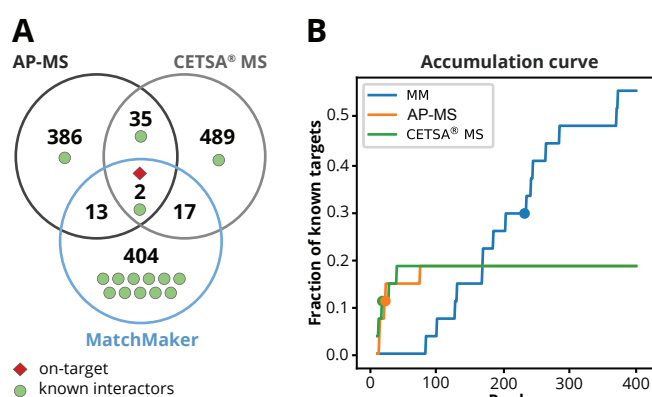 A
AP-MS
CETSA® MS
386
35
489
2
13
17
404
MatchMaker
on-target
known interactors
B
Accumulation curve
MM
AP-MS
CETSA® MS
Fraction of known targets
0.5
0.4
0.3
0.2
0.1
0.0
0
100
200
300
400